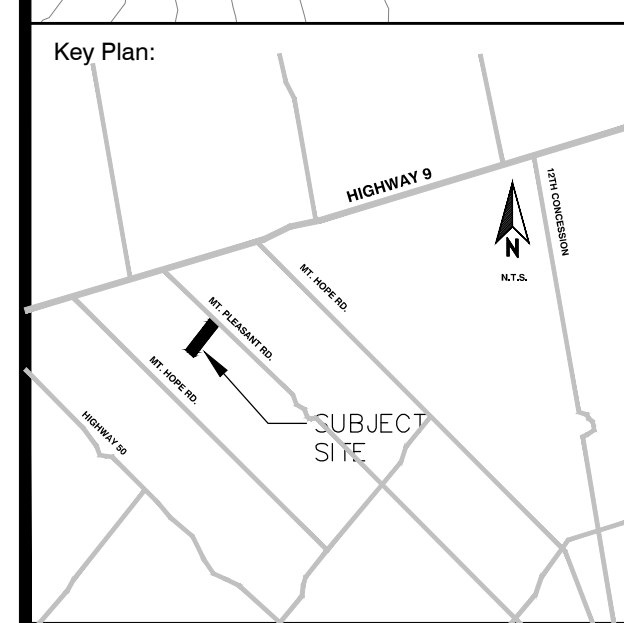 Key Plan:
HIGHWAY 9
12TH CONCESSION
N
N.T.S.
MT. HOPE RD.
MT. PLEASANT RD.
MT. HOPE RD.
SUBJECT
SITE
HIGHWAY 50